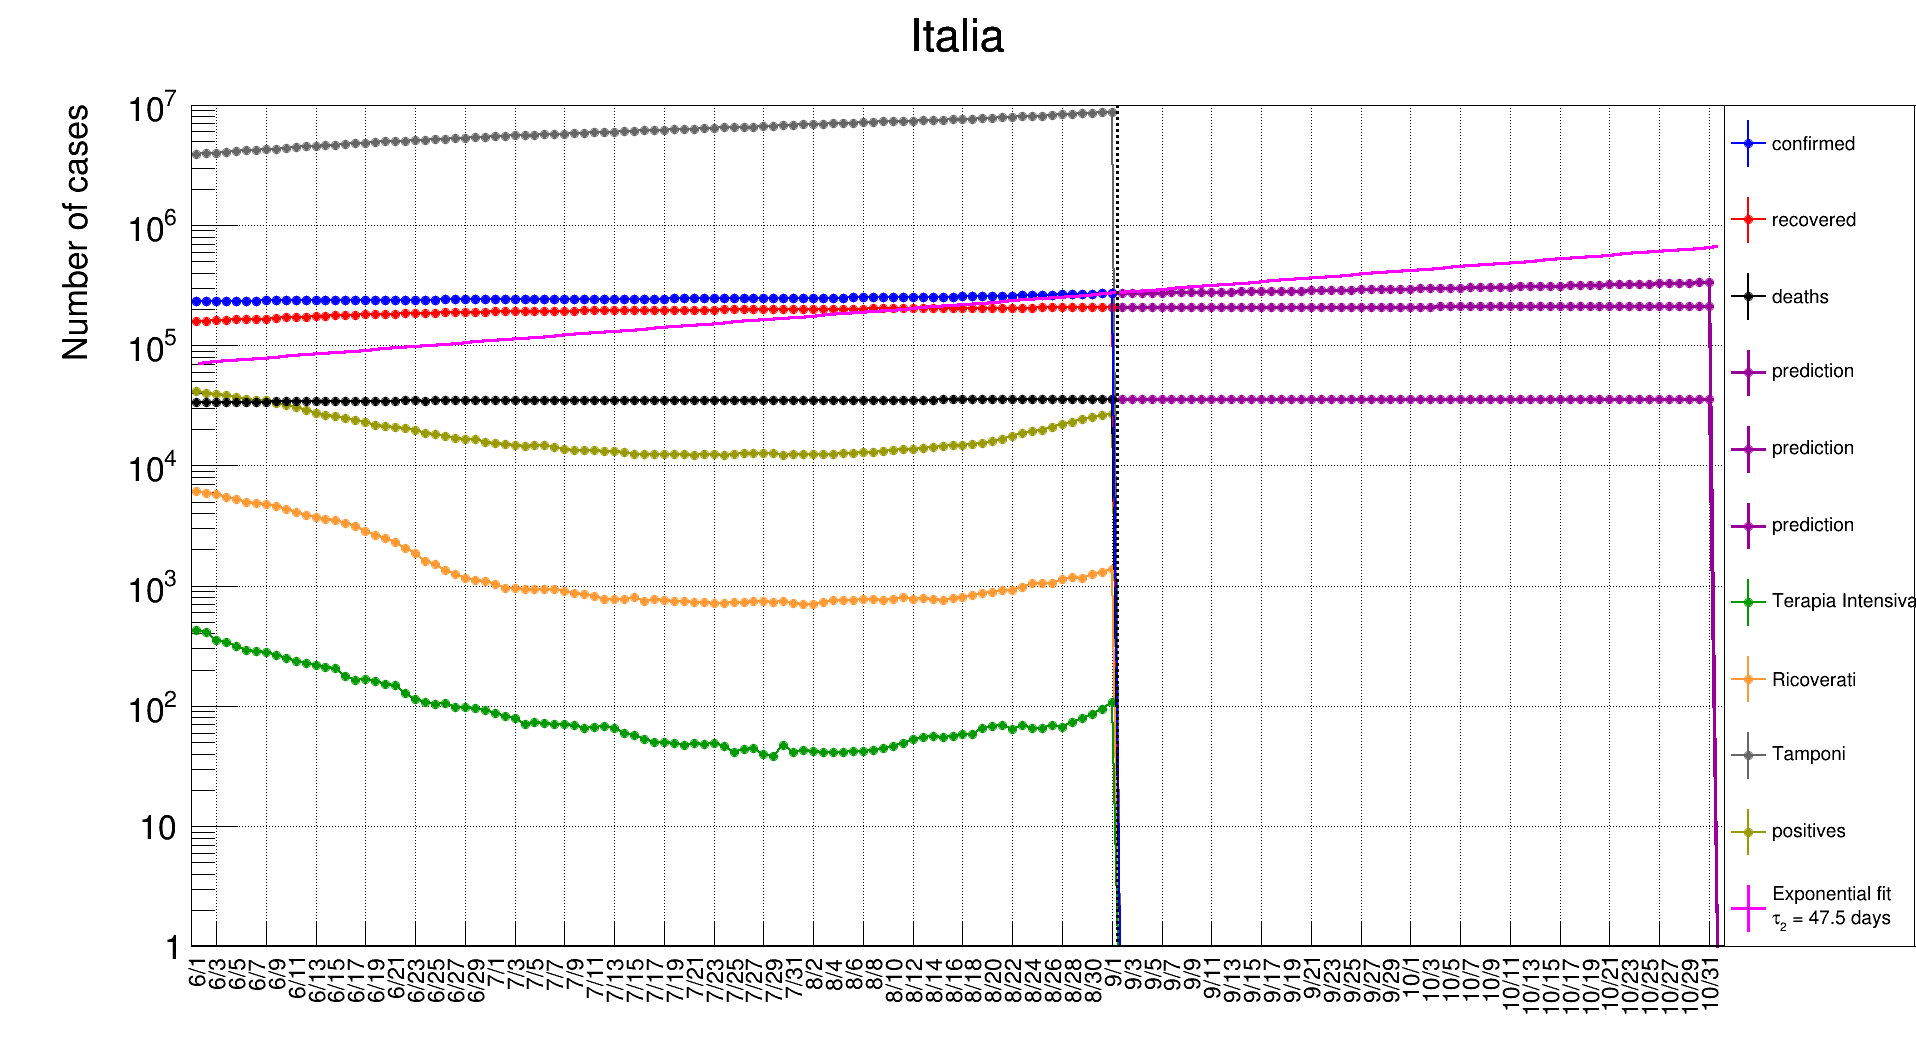 Italia
Number of cases
10^7
10^6
10^5
10^4
10^3
10^2
10
1
6/1 6/3 6/5 6/7 6/9 6/11 6/13 6/15 6/17 6/19 6/21 6/23 6/25 6/27 6/29 7/1 7/3 7/5 7/7 7/9 7/11 7/13 7/15 7/17 7/19 7/21 7/23 7/25 7/27 7/29 7/31 8/2 8/4 8/6 8/8 8/10 8/12 8/14 8/16 8/18 8/20 8/22 8/24 8/26 8/28 8/30 9/1 9/3 9/5 9/7 9/9 9/11 9/13 9/15 9/17 9/19 9/21 9/23 9/25 9/27 9/29 10/1 10/3 10/5 10/7 10/9 10/11 10/13 10/15 10/17 10/19 10/21 10/23 10/25 10/27 10/29 10/31
confirmed
recovered
deaths
prediction
prediction
prediction
Terapia Intensiva
Ricoverati
Tamponi
positives
Exponential fit
τ_2 = 47.5 days